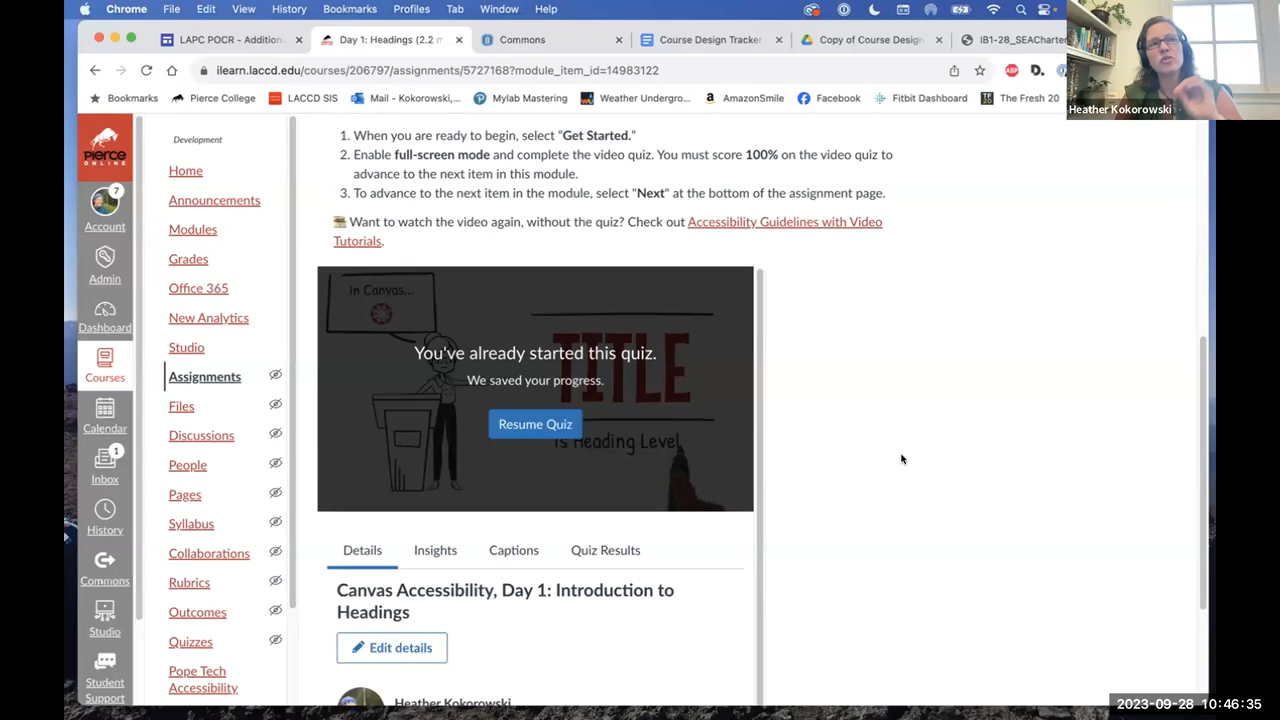 Chrome File Edit View History Bookmarks Profiles Tab Window Help
LAPC POCR - Addition
Day 1: Headings (2.2 m
Commons
Course Design Tracker
Copy of Course Design
IB1-28_SEACharter
ilearn.laccd.edu/courses/206797/assignments/5727168?module_item_id=14983122
ABP
D.
Bookmarks
Pierce College
LACCD SIS
Mail - Kokorowski,...
Mylab Mastering
Weather Undergro...
AmazonSmile
Facebook
Fitbit Dashboard
The Fresh 20
Heather Kokorowski
PIERCE
ONLINE
7
Account
Admin
Dashboard
Courses
Calendar
1
Inbox
History
Commons
Studio
Student
Support
Development
Home
Announcements
Modules
Grades
Office 365
New Analytics
Studio
Assignments
Files
Discussions
People
Pages
Syllabus
Collaborations
Rubrics
Outcomes
Quizzes
Pope Tech
Accessibility
1. When you are ready to begin, select "Get Started."
2. Enable full-screen mode and complete the video quiz. You must score 100% on the video quiz to
advance to the next item in this module.
3. To advance to the next item in the module, select "Next" at the bottom of the assignment page.
Want to watch the video again, without the quiz? Check out Accessibility Guidelines with Video
Tutorials.
In Canvas...
TITLE
is Heading Level
You've already started this quiz.
We saved your progress.
Resume Quiz
Details Insights Captions Quiz Results
Canvas Accessibility, Day 1: Introduction to
Headings
Edit details
Heather Kokorowski
2023-09-28 10:46:35